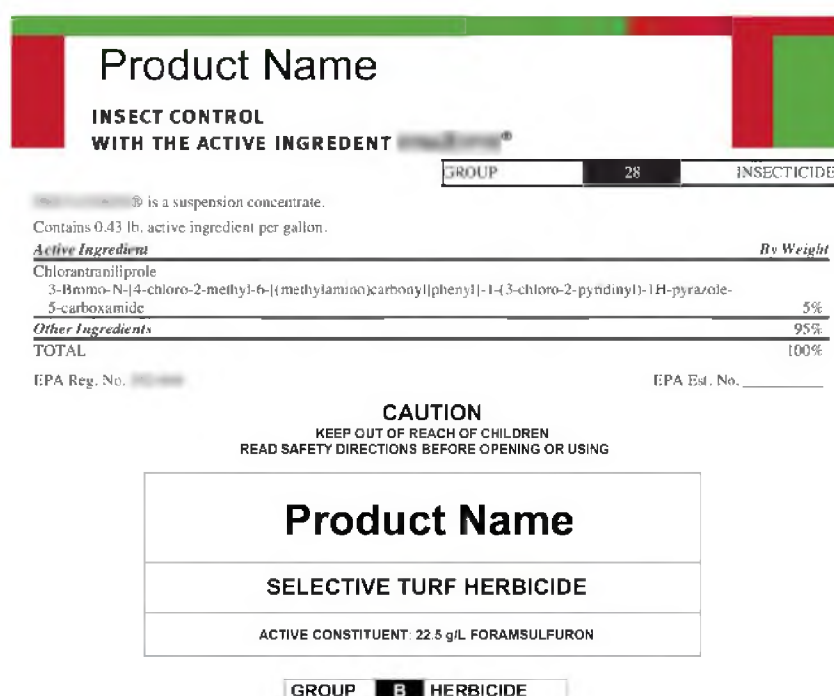 Product Name
INSECT CONTROL
WITH THE ACTIVE INGREDENT ®
GROUP 28 INSECTICIDE
® is a suspension concentrate.
Contains 0.43 lb. active ingredient per gallon.
Active Ingredient By Weight
Chlorantraniliprole
3-Bromo-N-[4-chloro-2-methyl-6-[(methylamino)carbonyl]phenyl]-1-(3-chloro-2-pyridinyl)-1H-pyrazole-
5-carboxamide 5%
Other Ingredients 95%
TOTAL 100%
EPA Reg. No. EPA Est. No. ________
CAUTION
KEEP OUT OF REACH OF CHILDREN
READ SAFETY DIRECTIONS BEFORE OPENING OR USING
Product Name
SELECTIVE TURF HERBICIDE
ACTIVE CONSTITUENT: 22.5 g/L FORAMSULFURON
GROUP B HERBICIDE